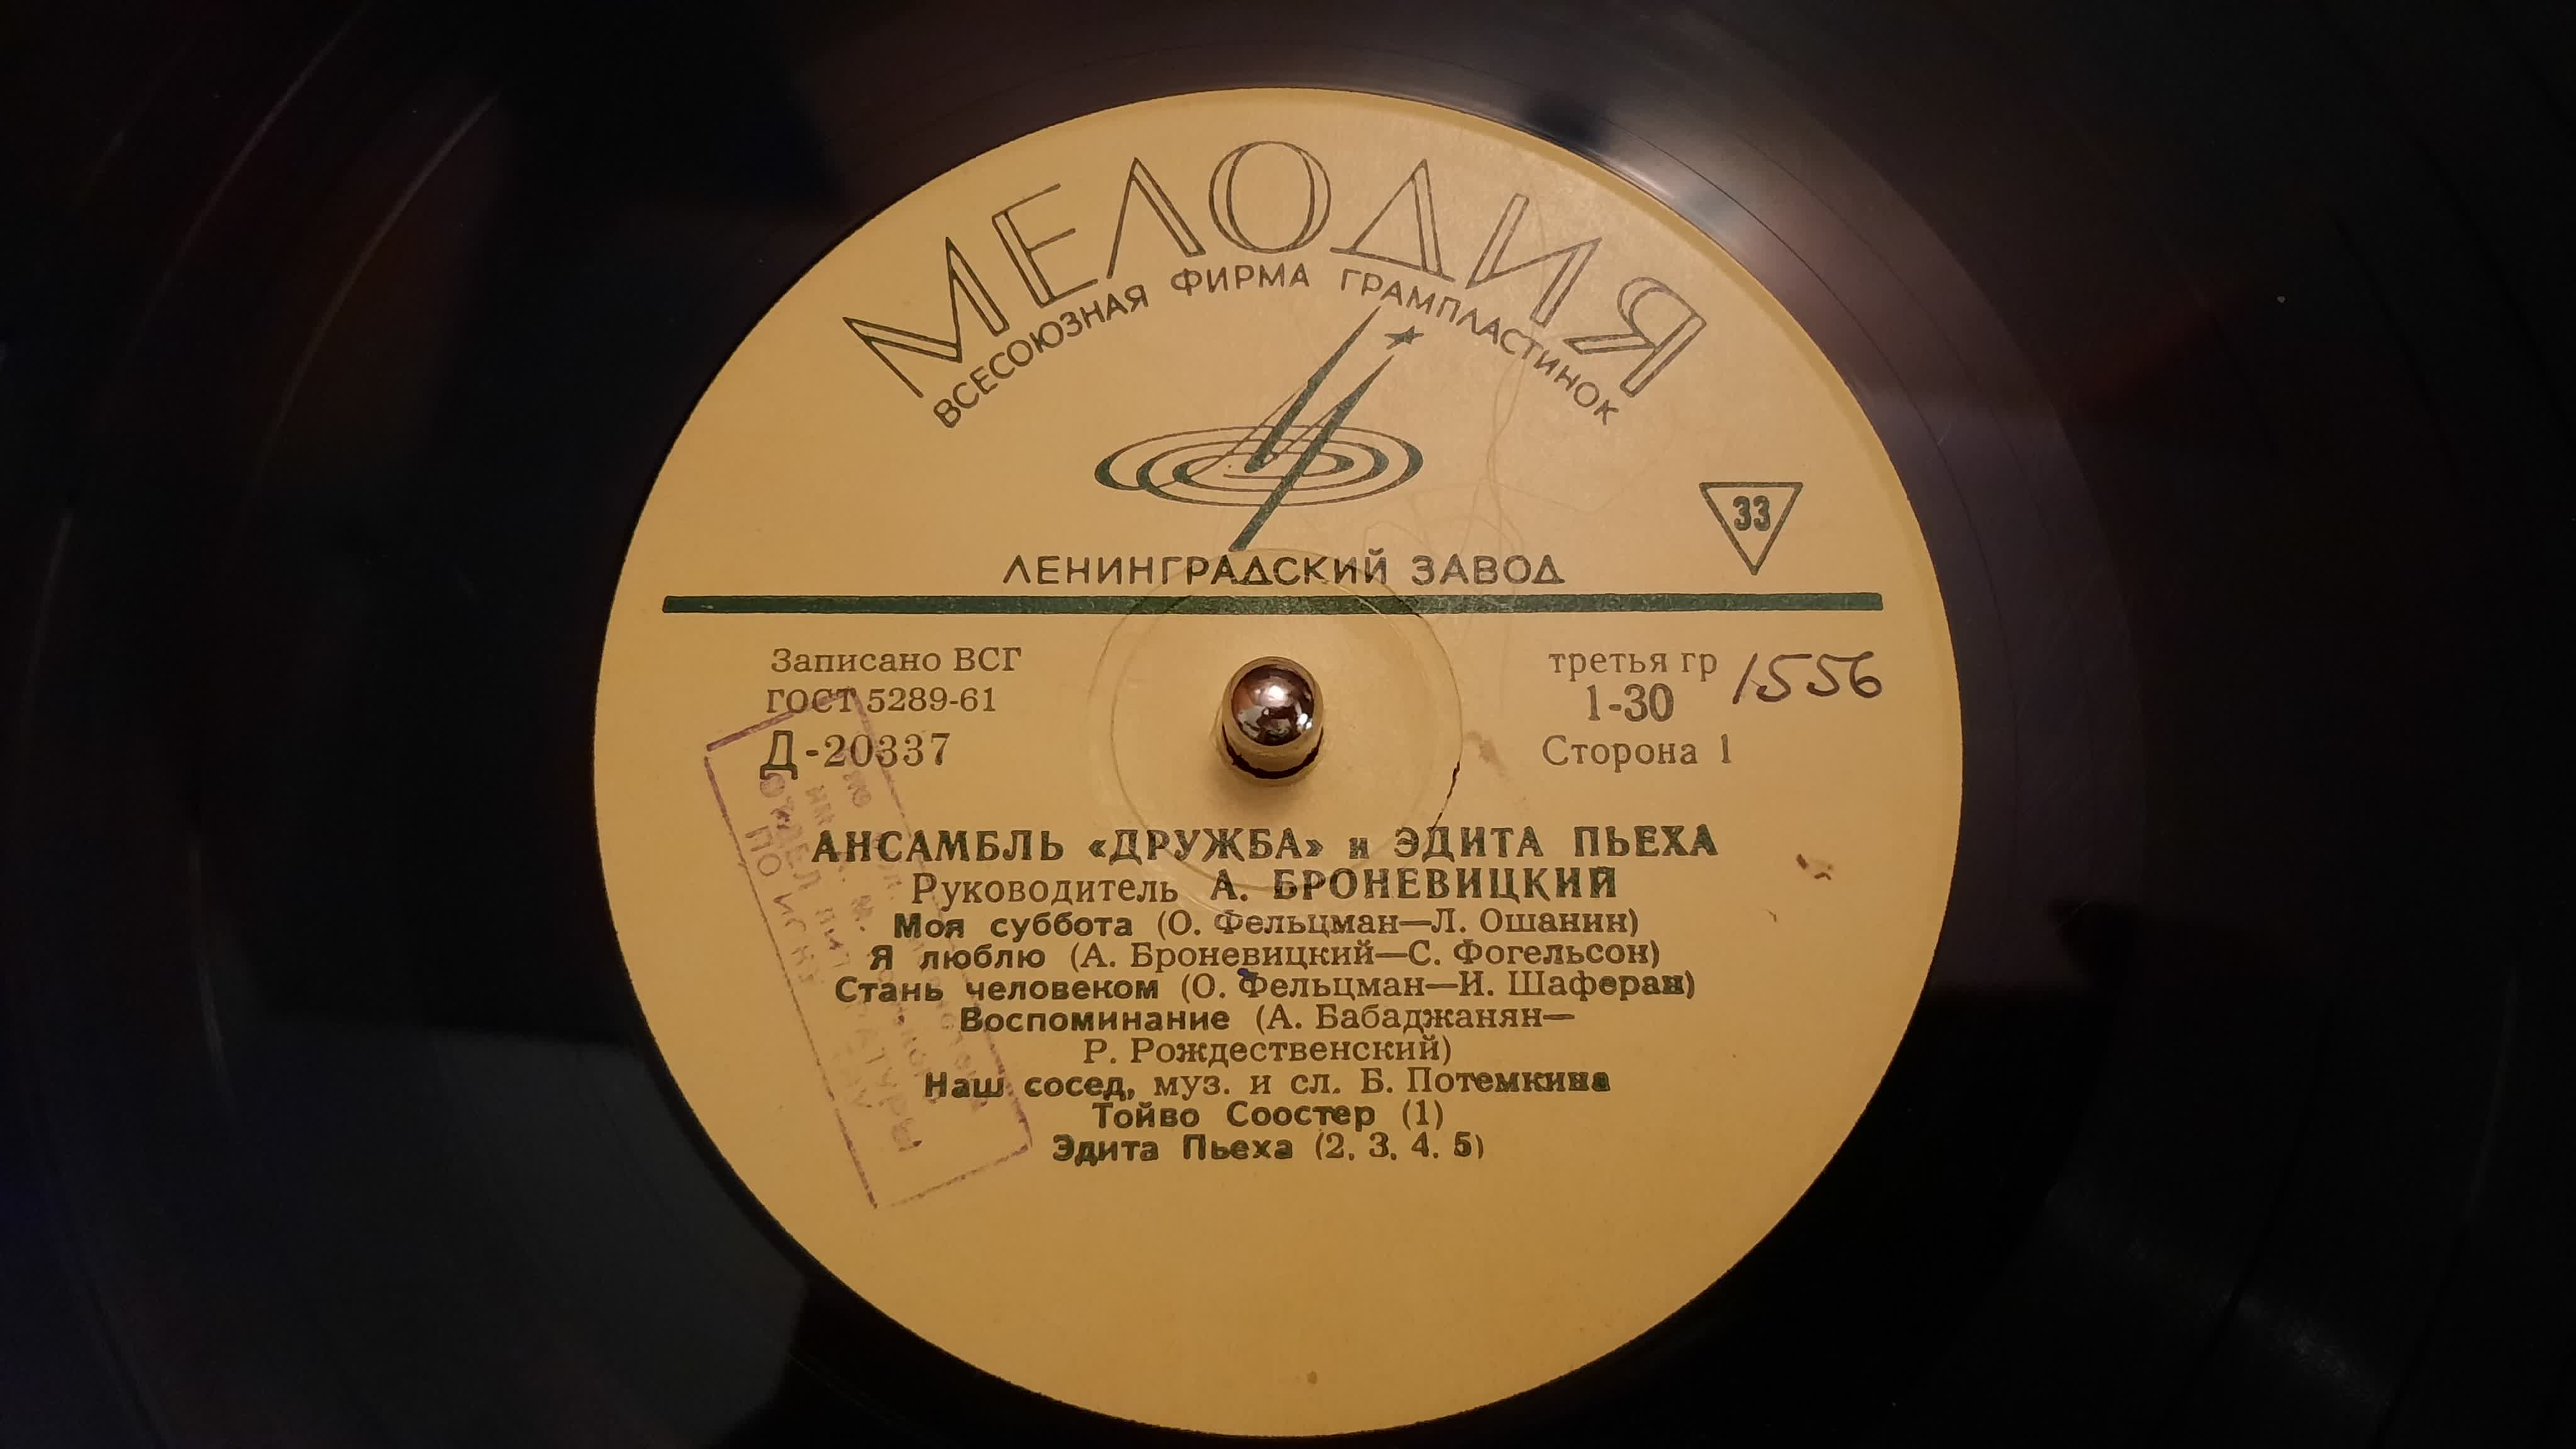 МЕЛОДИЯ
ВСЕСОЮЗНАЯ ФИРМА ГРАМПЛАСТИНОК
33
ЛЕНИНГРАДСКИЙ ЗАВОД
Записано ВСГ
ГОСТ 5289-61
Д-20337
третья гр
1-30
1556
Сторона 1
АНСАМБЛЬ «ДРУЖБА» и ЭДИТА ПЬЕХА
Руководитель А. БРОНЕВИЦКИЙ
Моя суббота (О. Фельцман—Л. Ошанин)
Я люблю (А. Броневицкий—С. Фогельсон)
Стань человеком (О. Фельцман—И. Шаферан)
Воспоминание (А. Бабаджанян—
Р. Рождественский)
Наш сосед, муз. и сл. Б. Потемкина
Тойво Соостер (1)
Эдита Пьеха (2, 3, 4, 5)
ОТДЕЛ
ПО